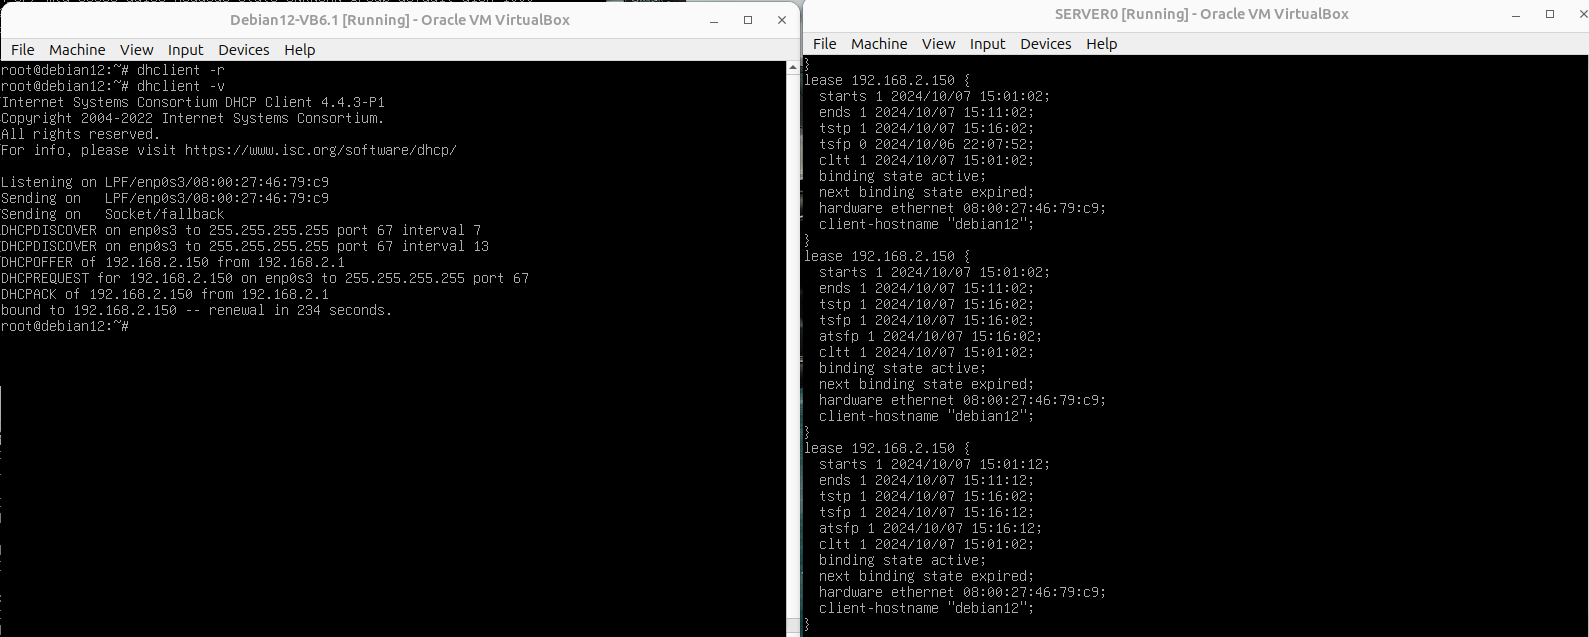 Debian12-VB6.1 [Running] - Oracle VM VirtualBox
File Machine View Input Devices Help
root@debian12:~# dhclient -r
root@debian12:~# dhclient -v
Internet Systems Consortium DHCP Client 4.4.3-P1
Copyright 2004-2022 Internet Systems Consortium.
All rights reserved.
For info, please visit https://www.isc.org/software/dhcp/
Listening on LPF/enp0s3/08:00:27:46:79:c9
Sending on   LPF/enp0s3/08:00:27:46:79:c9
Sending on   Socket/fallback
DHCPDISCOVER on enp0s3 to 255.255.255.255 port 67 interval 7
DHCPDISCOVER on enp0s3 to 255.255.255.255 port 67 interval 13
DHCPOFFER of 192.168.2.150 from 192.168.2.1
DHCPREQUEST for 192.168.2.150 on enp0s3 to 255.255.255.255 port 67
DHCPACK of 192.168.2.150 from 192.168.2.1
bound to 192.168.2.150 -- renewal in 234 seconds.
root@debian12:~#
SERVER0 [Running] - Oracle VM VirtualBox
File Machine View Input Devices Help
}
lease 192.168.2.150 {
  starts 1 2024/10/07 15:01:02;
  ends 1 2024/10/07 15:11:02;
  tstp 1 2024/10/07 15:16:02;
  tsfp 0 2024/10/06 22:07:52;
  cltt 1 2024/10/07 15:01:02;
  binding state active;
  next binding state expired;
  hardware ethernet 08:00:27:46:79:c9;
  client-hostname "debian12";
}
lease 192.168.2.150 {
  starts 1 2024/10/07 15:01:02;
  ends 1 2024/10/07 15:11:02;
  tstp 1 2024/10/07 15:16:02;
  tsfp 1 2024/10/07 15:16:02;
  atsfp 1 2024/10/07 15:16:02;
  cltt 1 2024/10/07 15:01:02;
  binding state active;
  next binding state expired;
  hardware ethernet 08:00:27:46:79:c9;
  client-hostname "debian12";
}
lease 192.168.2.150 {
  starts 1 2024/10/07 15:01:12;
  ends 1 2024/10/07 15:11:12;
  tstp 1 2024/10/07 15:16:02;
  tsfp 1 2024/10/07 15:16:12;
  atsfp 1 2024/10/07 15:16:12;
  cltt 1 2024/10/07 15:01:02;
  binding state active;
  next binding state expired;
  hardware ethernet 08:00:27:46:79:c9;
  client-hostname "debian12";
}